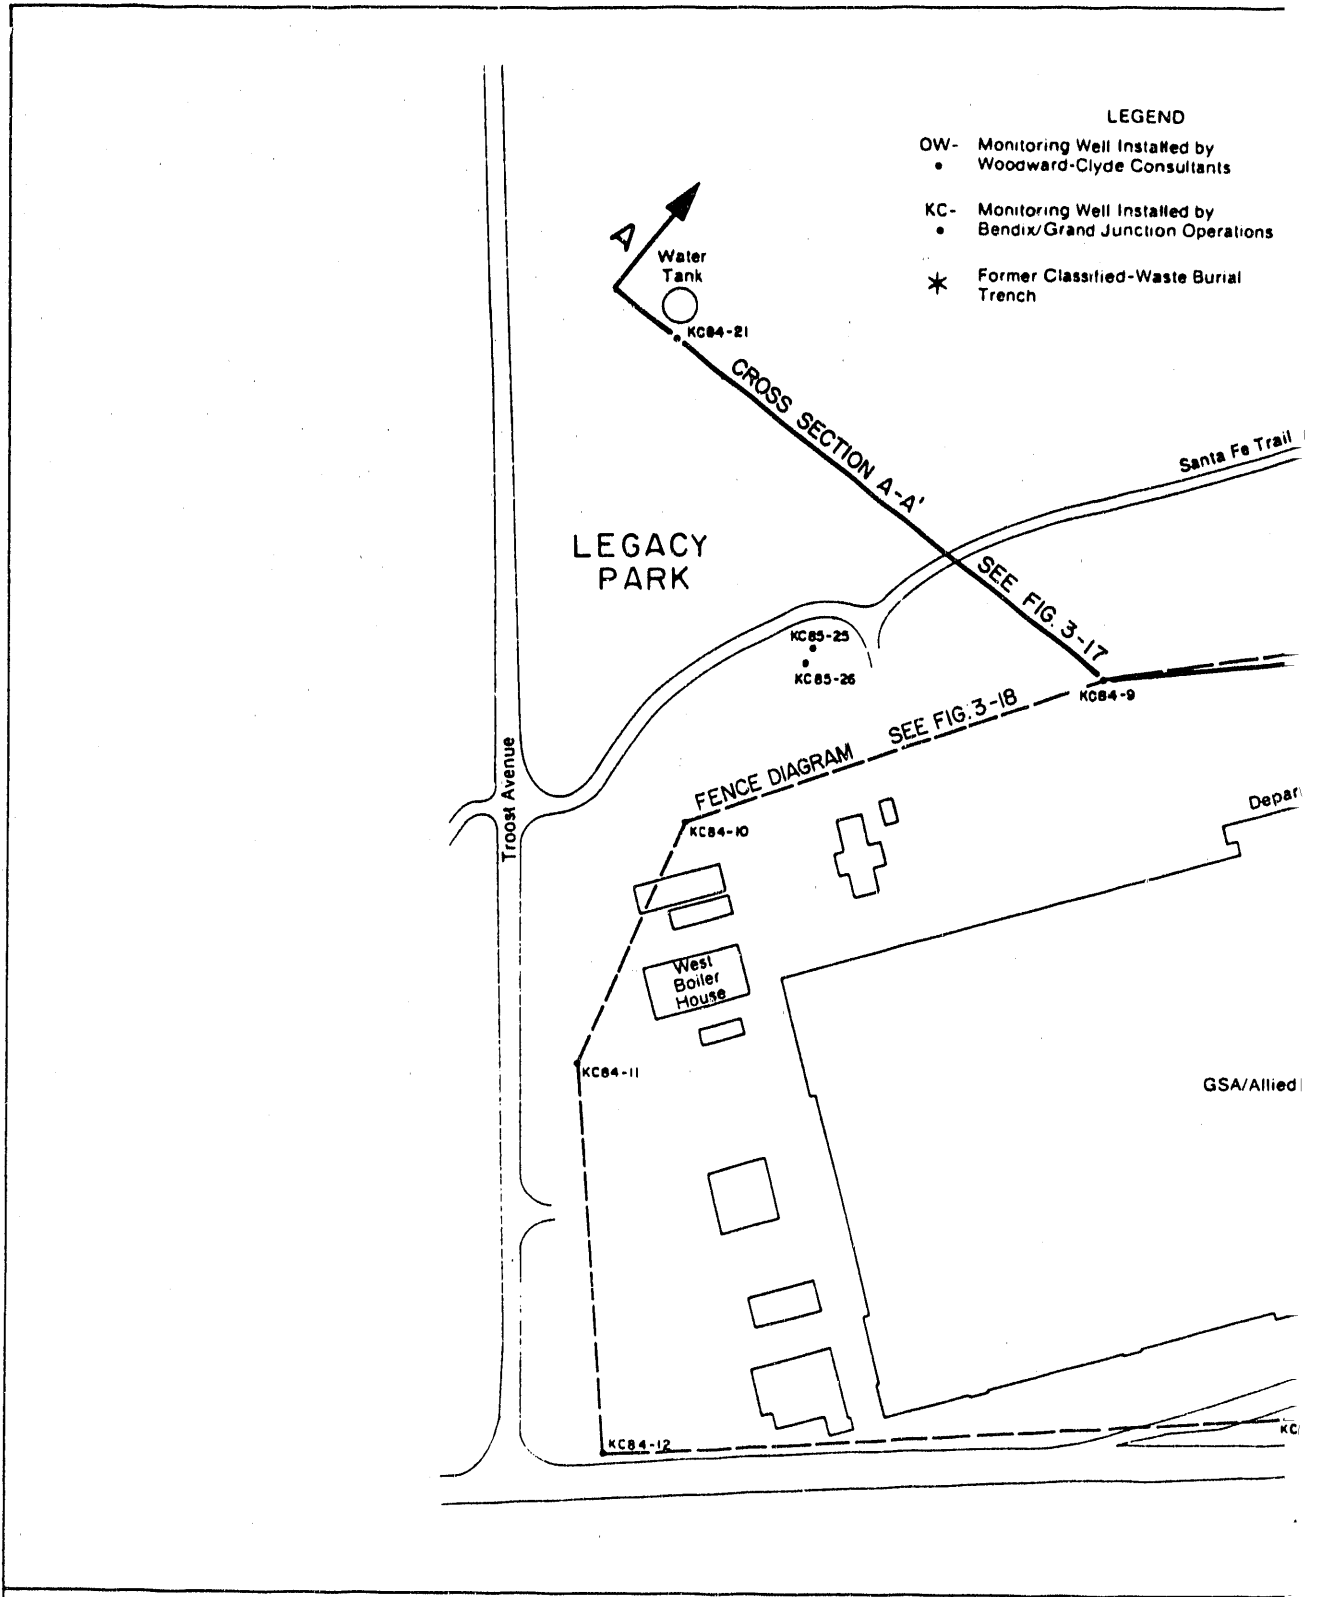 LEGEND
OW- Monitoring Well Installed by
Woodward-Clyde Consultants
KC- Monitoring Well Installed by
Bendix/Grand Junction Operations
Former Classified-Waste Burial
Trench
A
Water
Tank
KC84-21
CROSS SECTION A-A'
SEE FIG. 3-17
Santa Fe Trail
LEGACY
PARK
KC85-25
KC85-26
KC84-9
FENCE DIAGRAM SEE FIG. 3-18
Troost Avenue
KC84-10
Depar
West
Boiler
House
KC84-11
GSA/Allied
KC84-12
KC